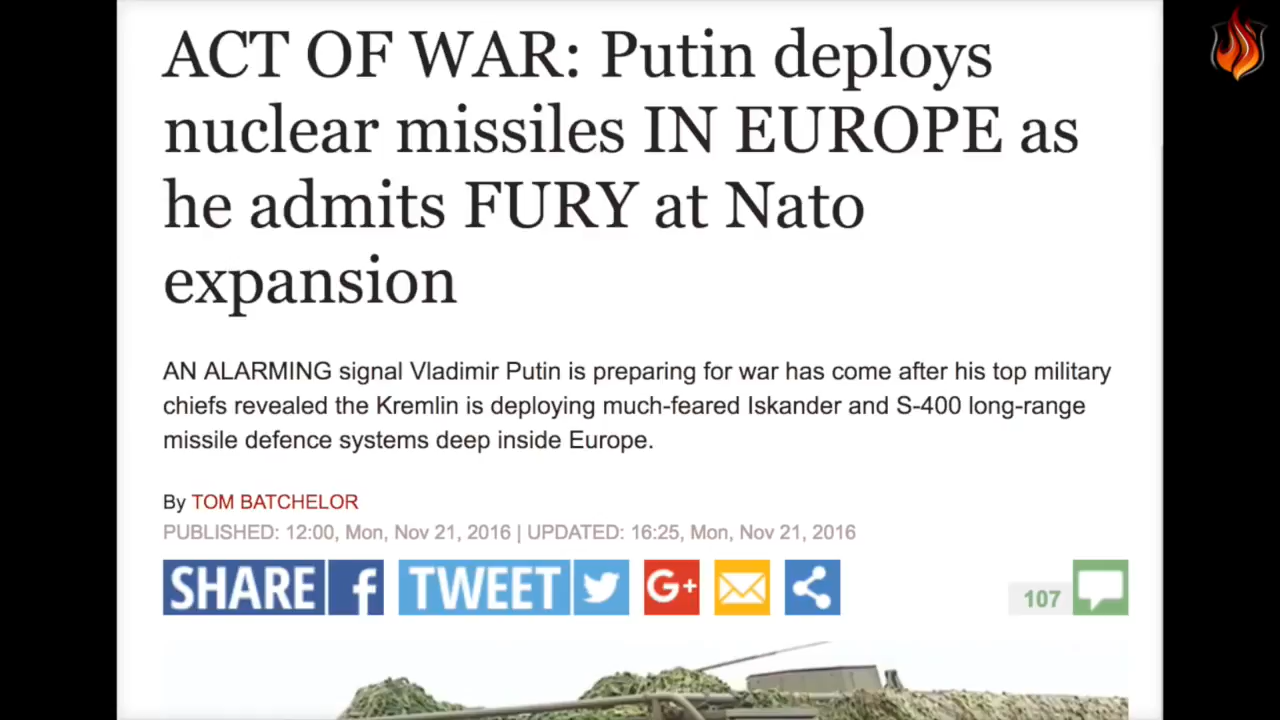 ACT OF WAR: Putin deploys
nuclear missiles IN EUROPE as
he admits FURY at Nato
expansion
AN ALARMING signal Vladimir Putin is preparing for war has come after his top military
chiefs revealed the Kremlin is deploying much-feared Iskander and S-400 long-range
missile defence systems deep inside Europe.
By TOM BATCHELOR
PUBLISHED: 12:00, Mon, Nov 21, 2016 | UPDATED: 16:25, Mon, Nov 21, 2016
SHARE f TWEET G+ 107